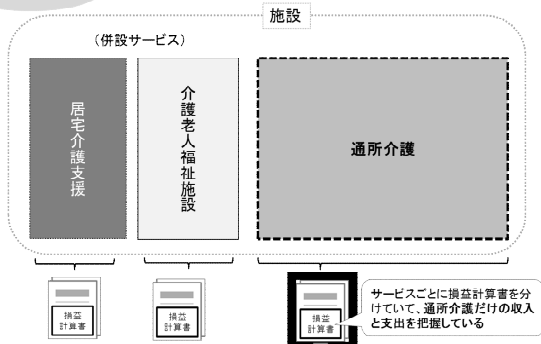 施設
（併設サービス）
居宅介護支援
介護老人福祉施設
通所介護
損益
計算書
損益
計算書
損益
計算書
サービスごとに損益計算書を分
けていて、通所介護だけの収入
と支出を把握している